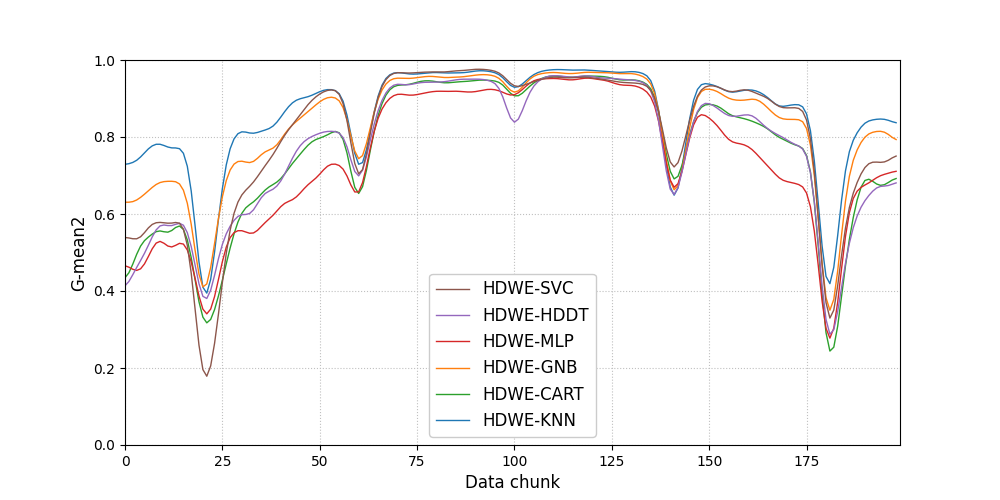 1.0
0.8
0.6
0.4
0.2
0.0
G-mean2
HDWE-SVC
HDWE-HDDT
HDWE-MLP
HDWE-GNB
HDWE-CART
HDWE-KNN
0 25 50 75 100 125 150 175
Data chunk